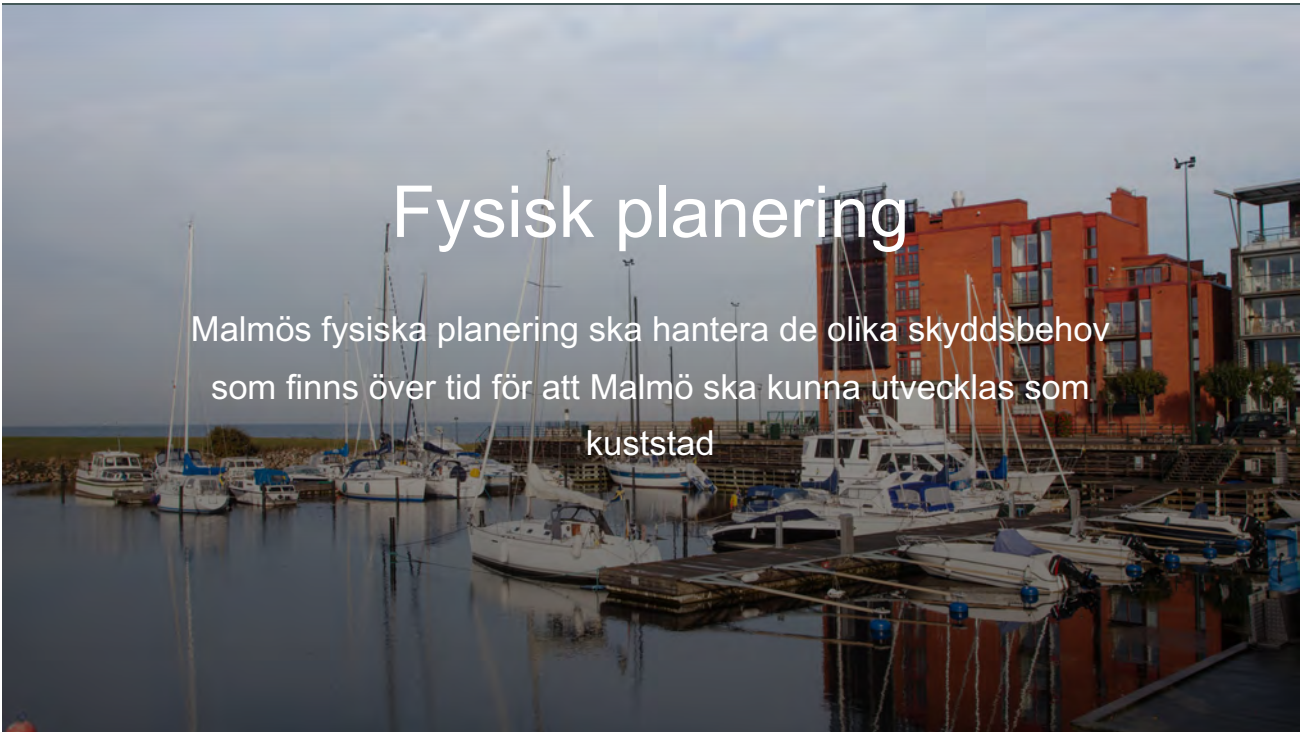 Fysisk planering
Malmös fysiska planering ska hantera de olika skyddsbehov
som finns över tid för att Malmö ska kunna utvecklas som
kuststad